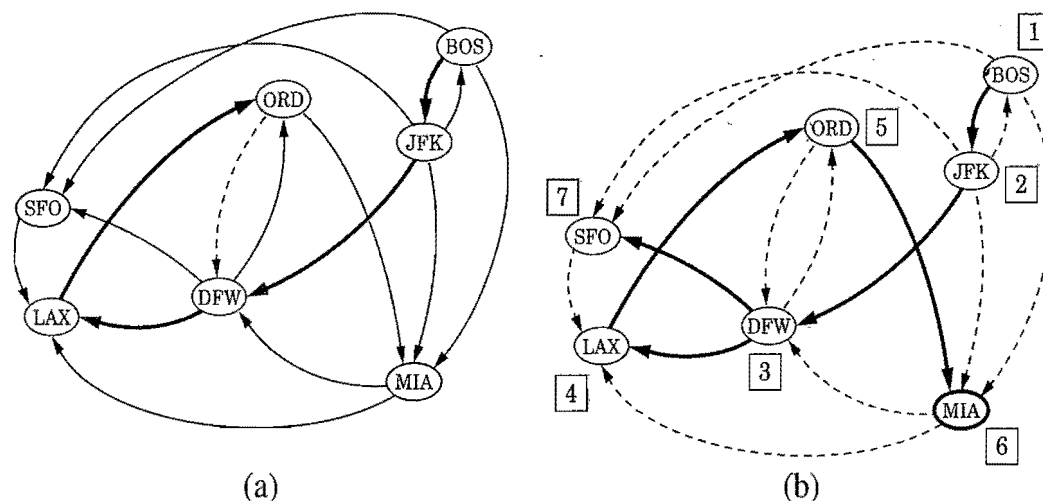 BOS
ORD
JFK
SFO
DFW
LAX
MIA
(a)
1
BOS
ORD
5
JFK
2
7
SFO
DFW
LAX
3
4
MIA
6
(b)